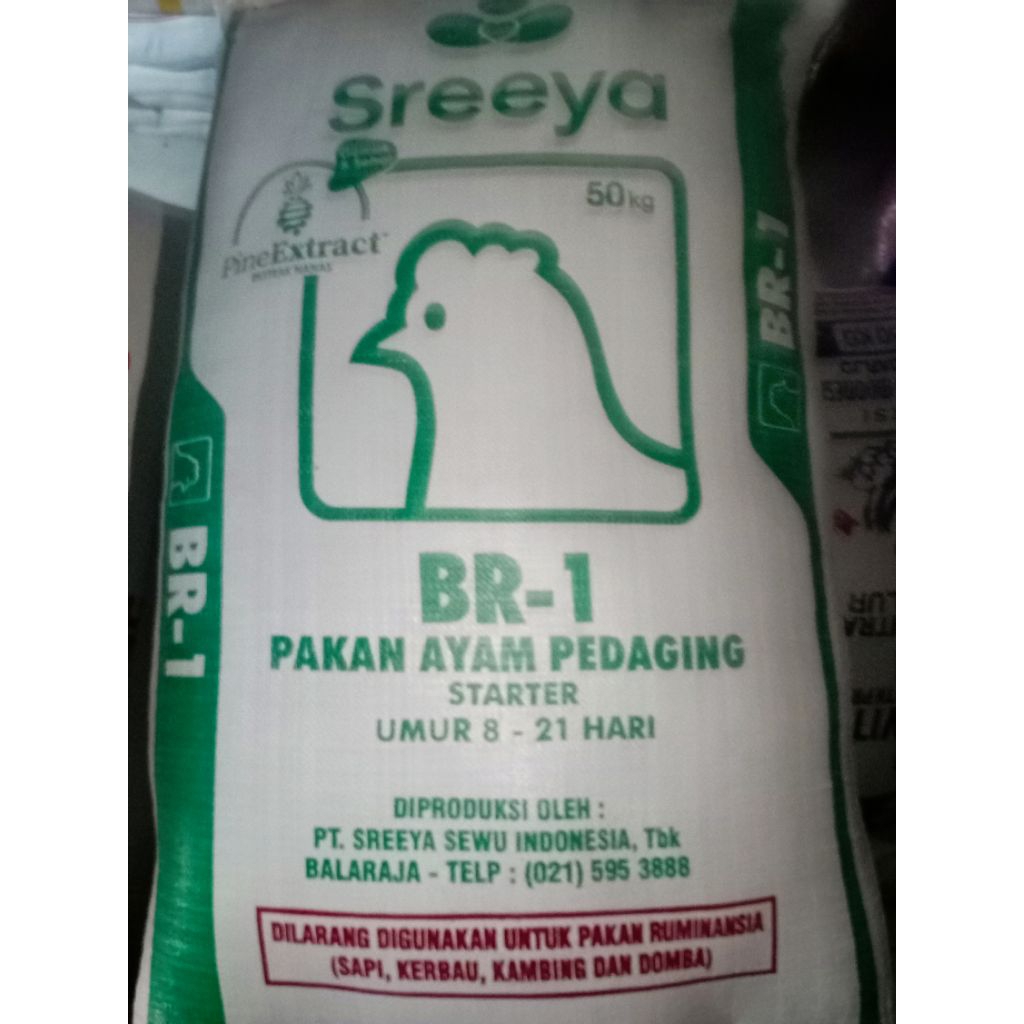 Sreeya
50 kg
PineExtract
BR-1
BR-1
BR-1
PAKAN AYAM PEDAGING
STARTER
UMUR 8 - 21 HARI
DIPRODUKSI OLEH :
PT. SREEYA SEWU INDONESIA, Tbk
BALARAJA - TELP : (021) 595 3888
DILARANG DIGUNAKAN UNTUK PAKAN RUMINANSIA
(SAPI, KERBAU, KAMBING DAN DOMBA)